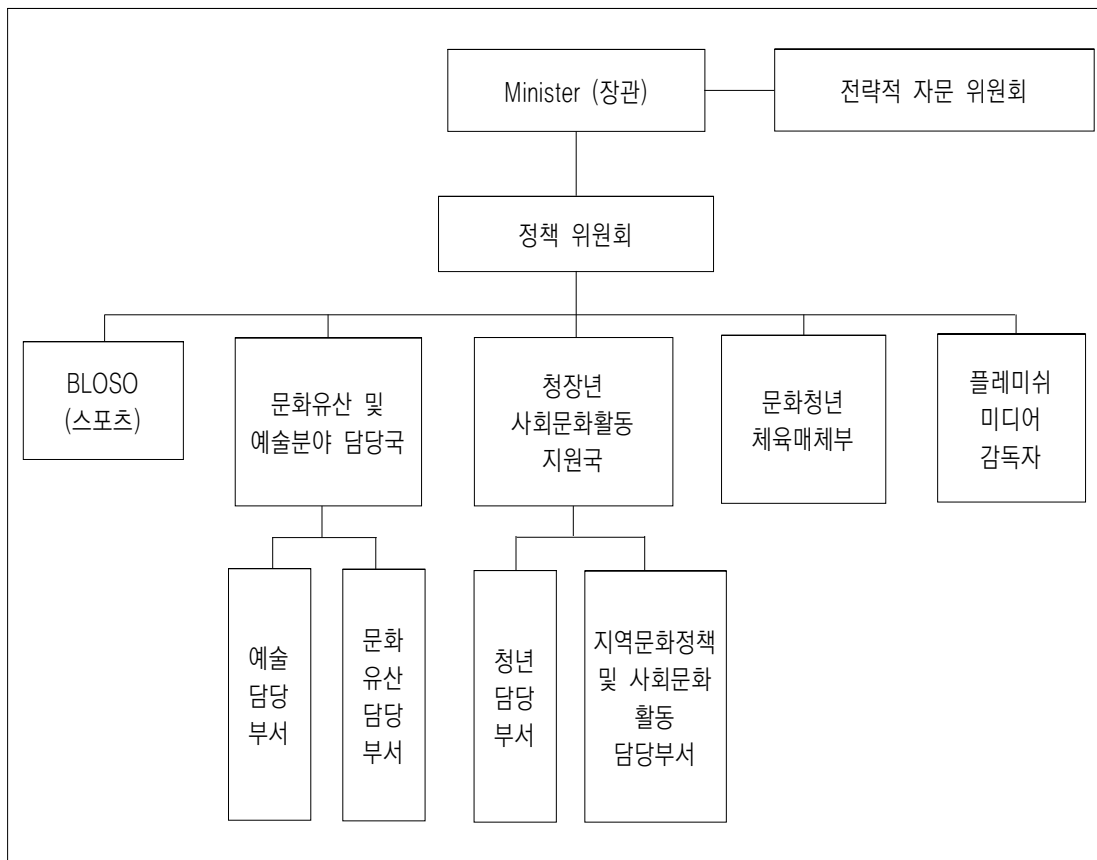 Minister (장관)
전략적 자문 위원회
정책 위원회
BLOSO
(스포츠)
문화유산 및
예술분야 담당국
청장년
사회문화활동
지원국
문화청년
체육매체부
플레미쉬
미디어
감독자
예술
담당
부서
문화
유산
담당
부서
청년
담당
부서
지역문화정책
및 사회문화
활동
담당부서